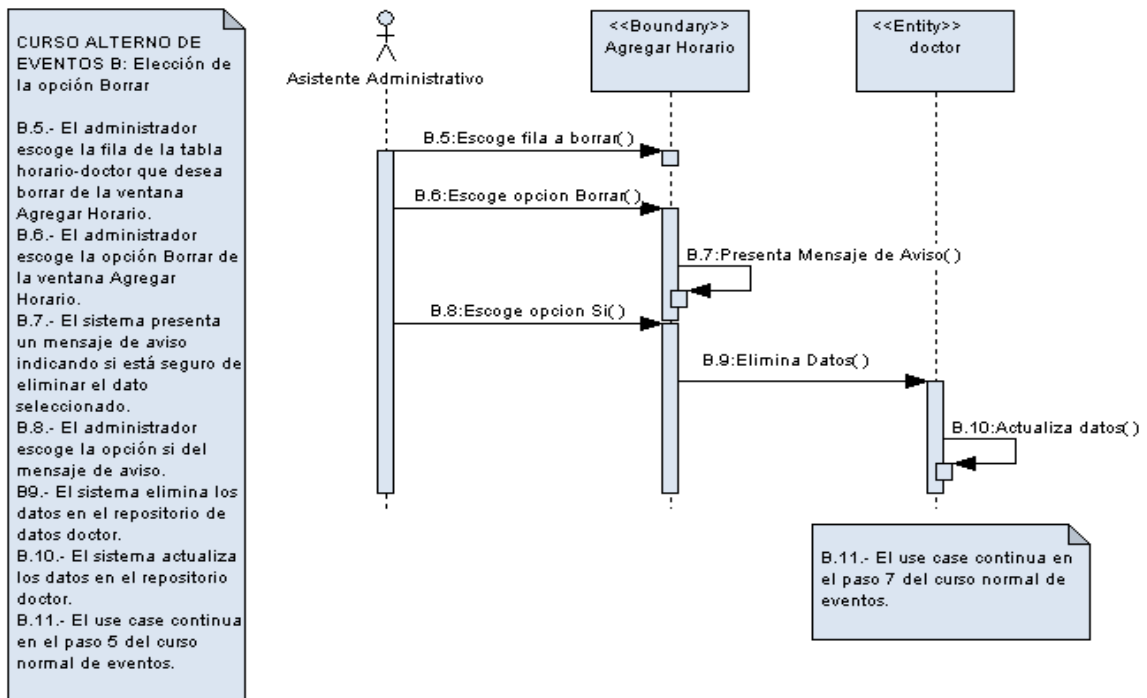 CURSO ALTERNO DE
EVENTOS B: Elección de
la opción Borrar
B.5.- El administrador
escoge la fila de la tabla
horario-doctor que desea
borrar de la ventana
Agregar Horario.
B.6.- El administrador
escoge la opción Borrar de
la ventana Agregar
Horario.
B.7.- El sistema presenta
un mensaje de aviso
indicando si está seguro de
eliminar el dato
seleccionado.
B.8.- El administrador
escoge la opción si del
mensaje de aviso.
B9.- El sistema elimina los
datos en el repositorio de
datos doctor.
B.10.- El sistema actualiza
los datos en el repositorio
doctor.
B.11.- El use case continua
en el paso 5 del curso
normal de eventos.
Asistente Administrativo
<<Boundary>>
Agregar Horario
<<Entity>>
doctor
B.5:Escoge fila a borrar( )
B.6:Escoge opcion Borrar( )
B.7:Presenta Mensaje de Aviso( )
B.8:Escoge opcion Si( )
B.9:Elimina Datos( )
B.10:Actualiza datos( )
B.11.- El use case continua en
el paso 7 del curso normal de
eventos.